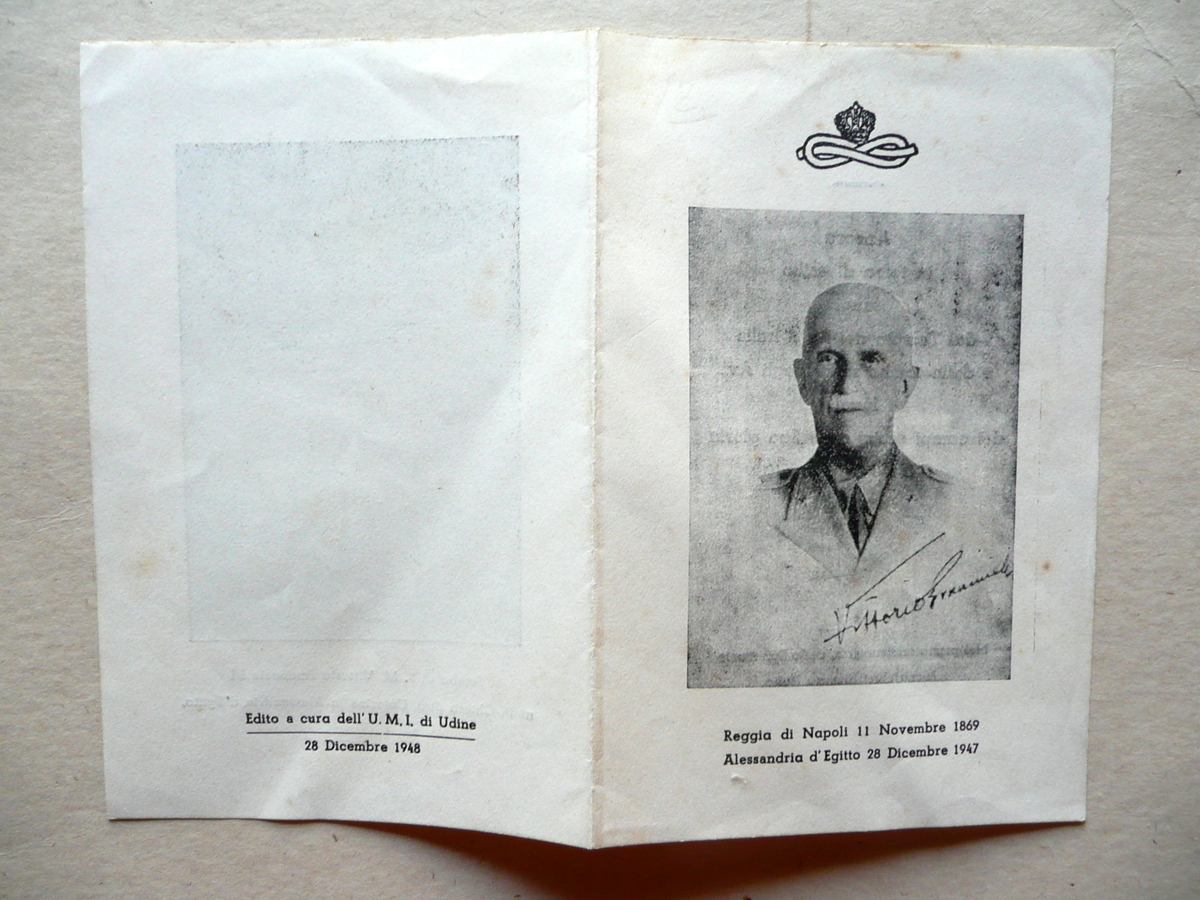 Edito a cura dell' U.M.I. di Udine
28 Dicembre 1948
Vittorio Emanuele
Reggia di Napoli 11 Novembre 1869
Alessandria d'Egitto 28 Dicembre 1947